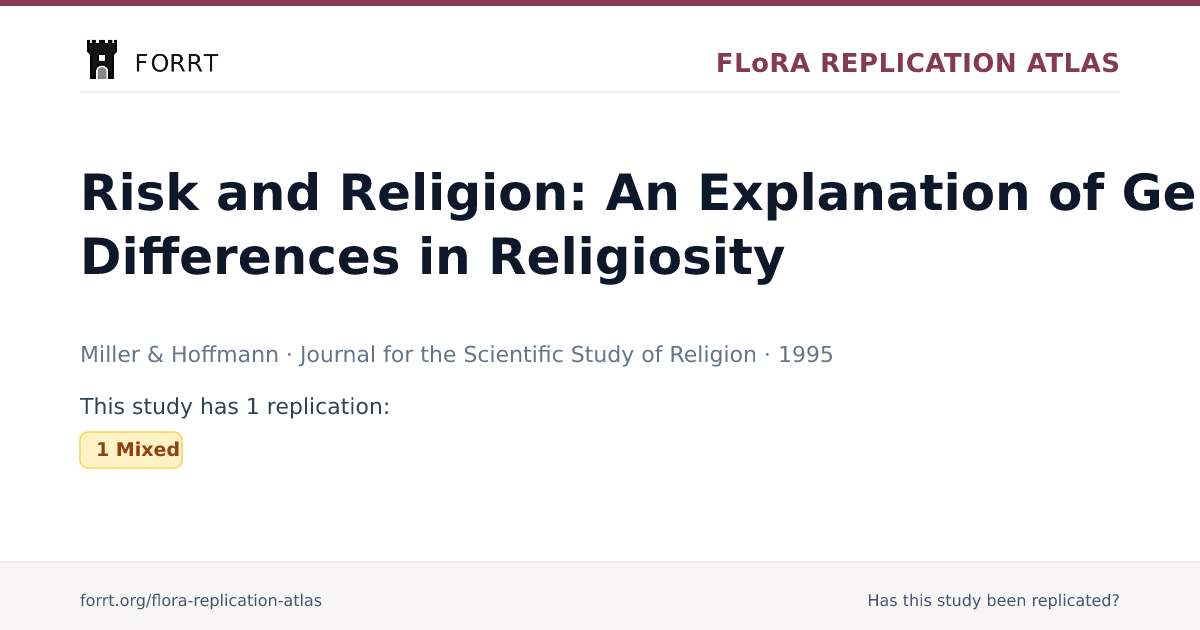 FORRT
FLoRA REPLICATION ATLAS
Risk and Religion: An Explanation of Ge
Differences in Religiosity
Miller & Hoffmann · Journal for the Scientific Study of Religion · 1995
This study has 1 replication:
1 Mixed
forrt.org/flora-replication-atlas
Has this study been replicated?